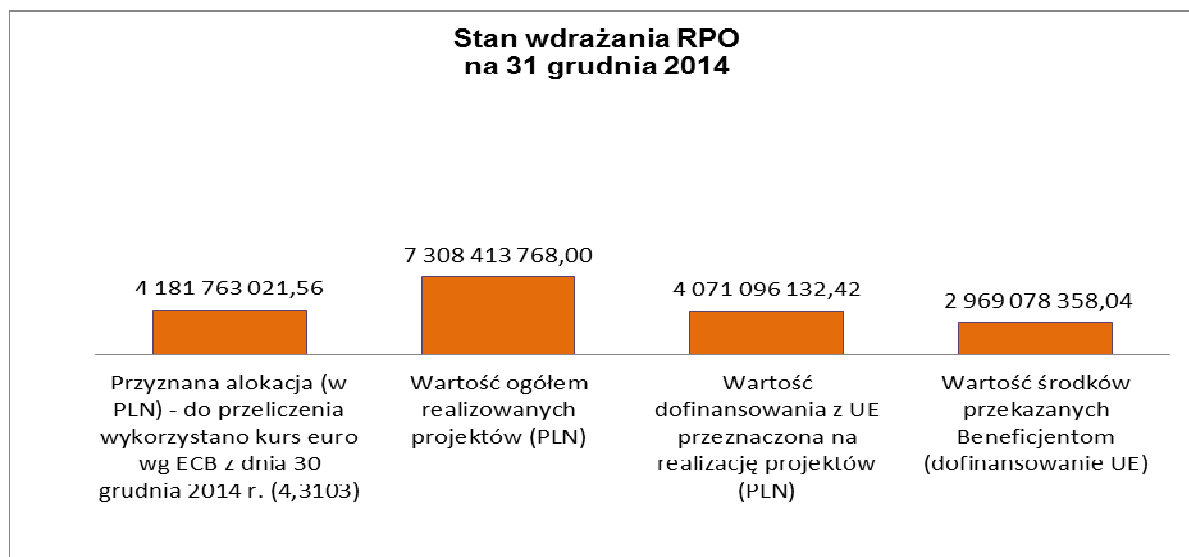 Stan wdrażania RPO
na 31 grudnia 2014
7 308 413 768,00
4 181 763 021,56
4 071 096 132,42
2 969 078 358,04
Przyznana alokacja (w
PLN) - do przeliczenia
wykorzystano kurs euro
wg ECB z dnia 30
grudnia 2014 r. (4,3103)
Wartość ogółem
realizowanych
projektów (PLN)
Wartość
dofinansowania z UE
przeznaczona na
realizację projektów
(PLN)
Wartość środków
przekazanych
Beneficjentom
(dofinansowanie UE)